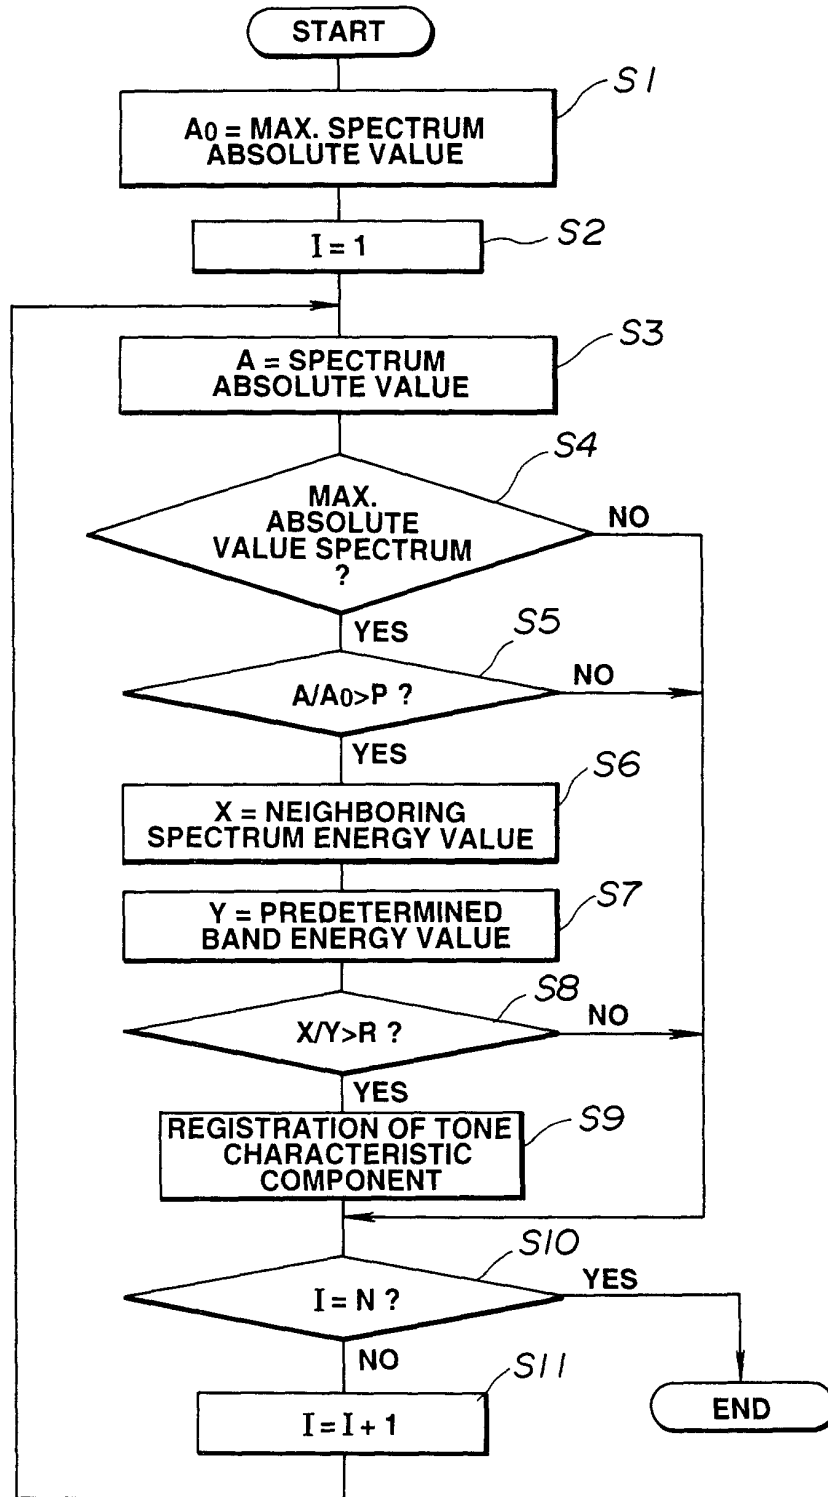 START
S1
A0 = MAX. SPECTRUM
ABSOLUTE VALUE
S2
I = 1
S3
A = SPECTRUM
ABSOLUTE VALUE
S4
MAX.
ABSOLUTE
VALUE SPECTRUM
?
NO
YES
S5
A/A0>P ?
NO
YES
S6
X = NEIGHBORING
SPECTRUM ENERGY VALUE
S7
Y = PREDETERMINED
BAND ENERGY VALUE
S8
X/Y>R ?
NO
YES
S9
REGISTRATION OF TONE
CHARACTERISTIC
COMPONENT
S10
I = N ?
YES
NO
S11
I = I + 1
END